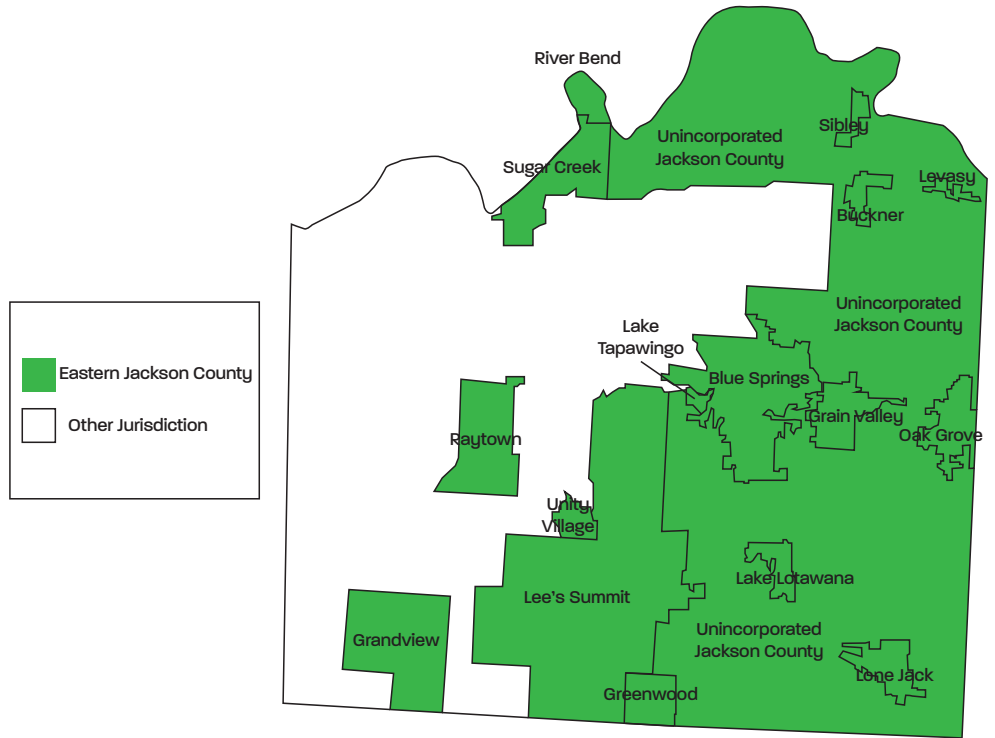 River Bend
Unincorporated
Jackson County
Sibley
Sugar Creek
Levasy
Buckner
Unincorporated
Jackson County
Lake
Tapawingo
Eastern Jackson County
Blue Springs
Grain Valley
Other Jurisdiction
Raytown
Oak Grove
Unity
Village
Lake Lotawana
Lee's Summit
Unincorporated
Jackson County
Grandview
Lone Jack
Greenwood